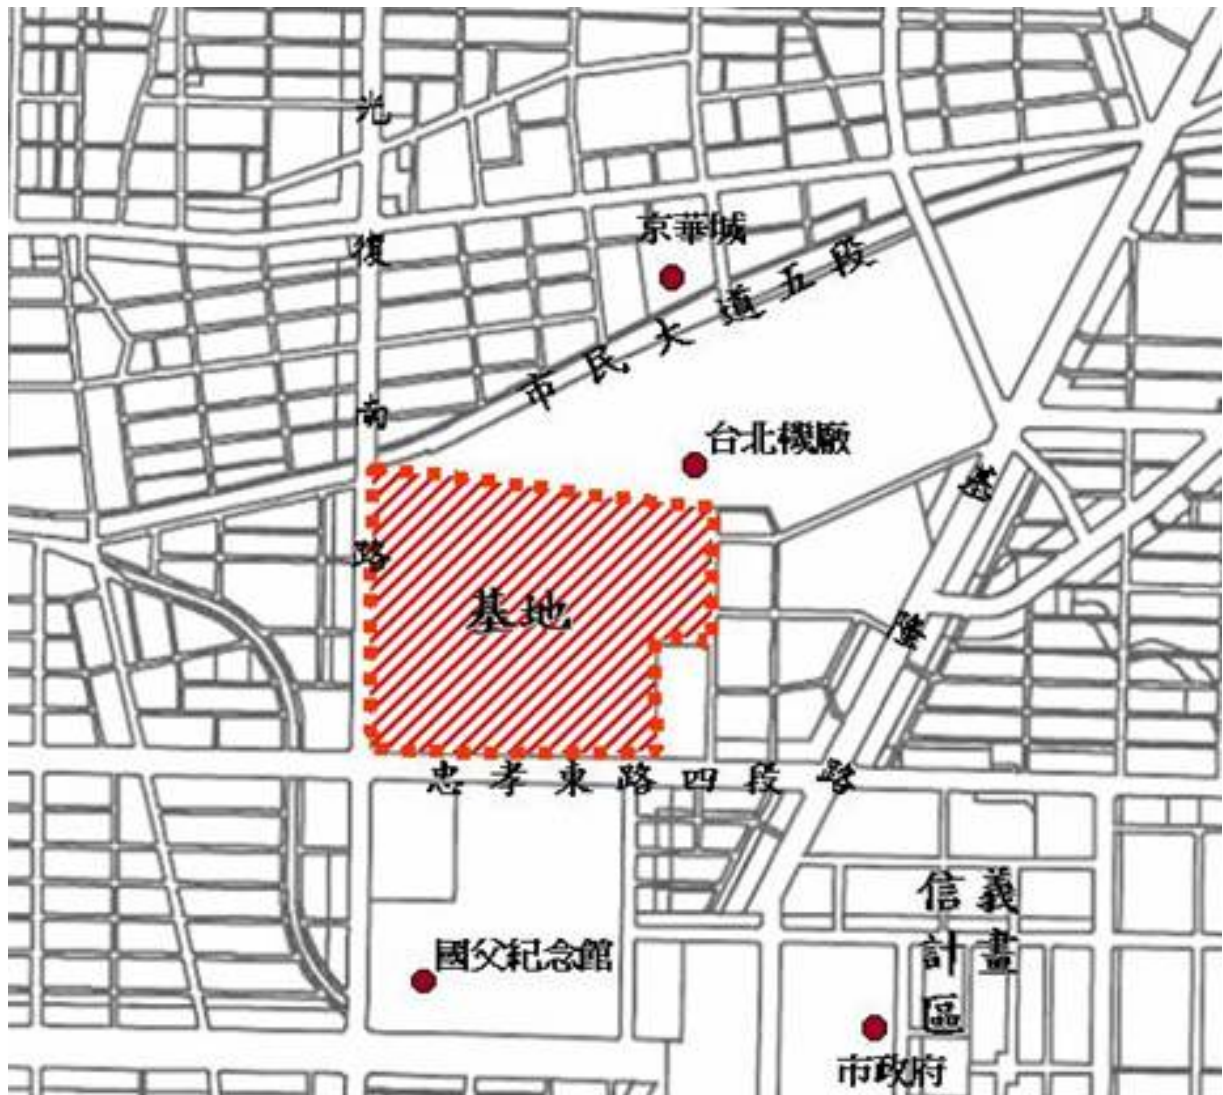 光復南路
京華城
市民大道五段
台北機廠
基隆路
基地
忠孝東路四段
信義
計畫
區
國父紀念館
市政府